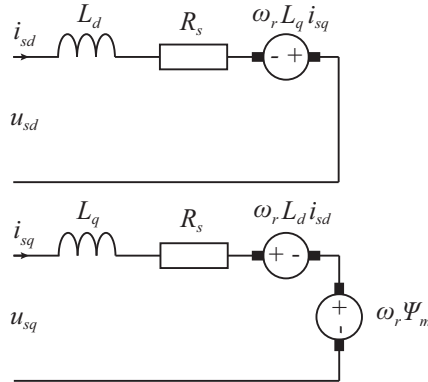 L_d R_s ω_r L_q i_sq
i_sd
- +
u_sd
L_q R_s ω_r L_d i_sd
i_sq
+ -
u_sq
+
-
ω_r Ψ_m